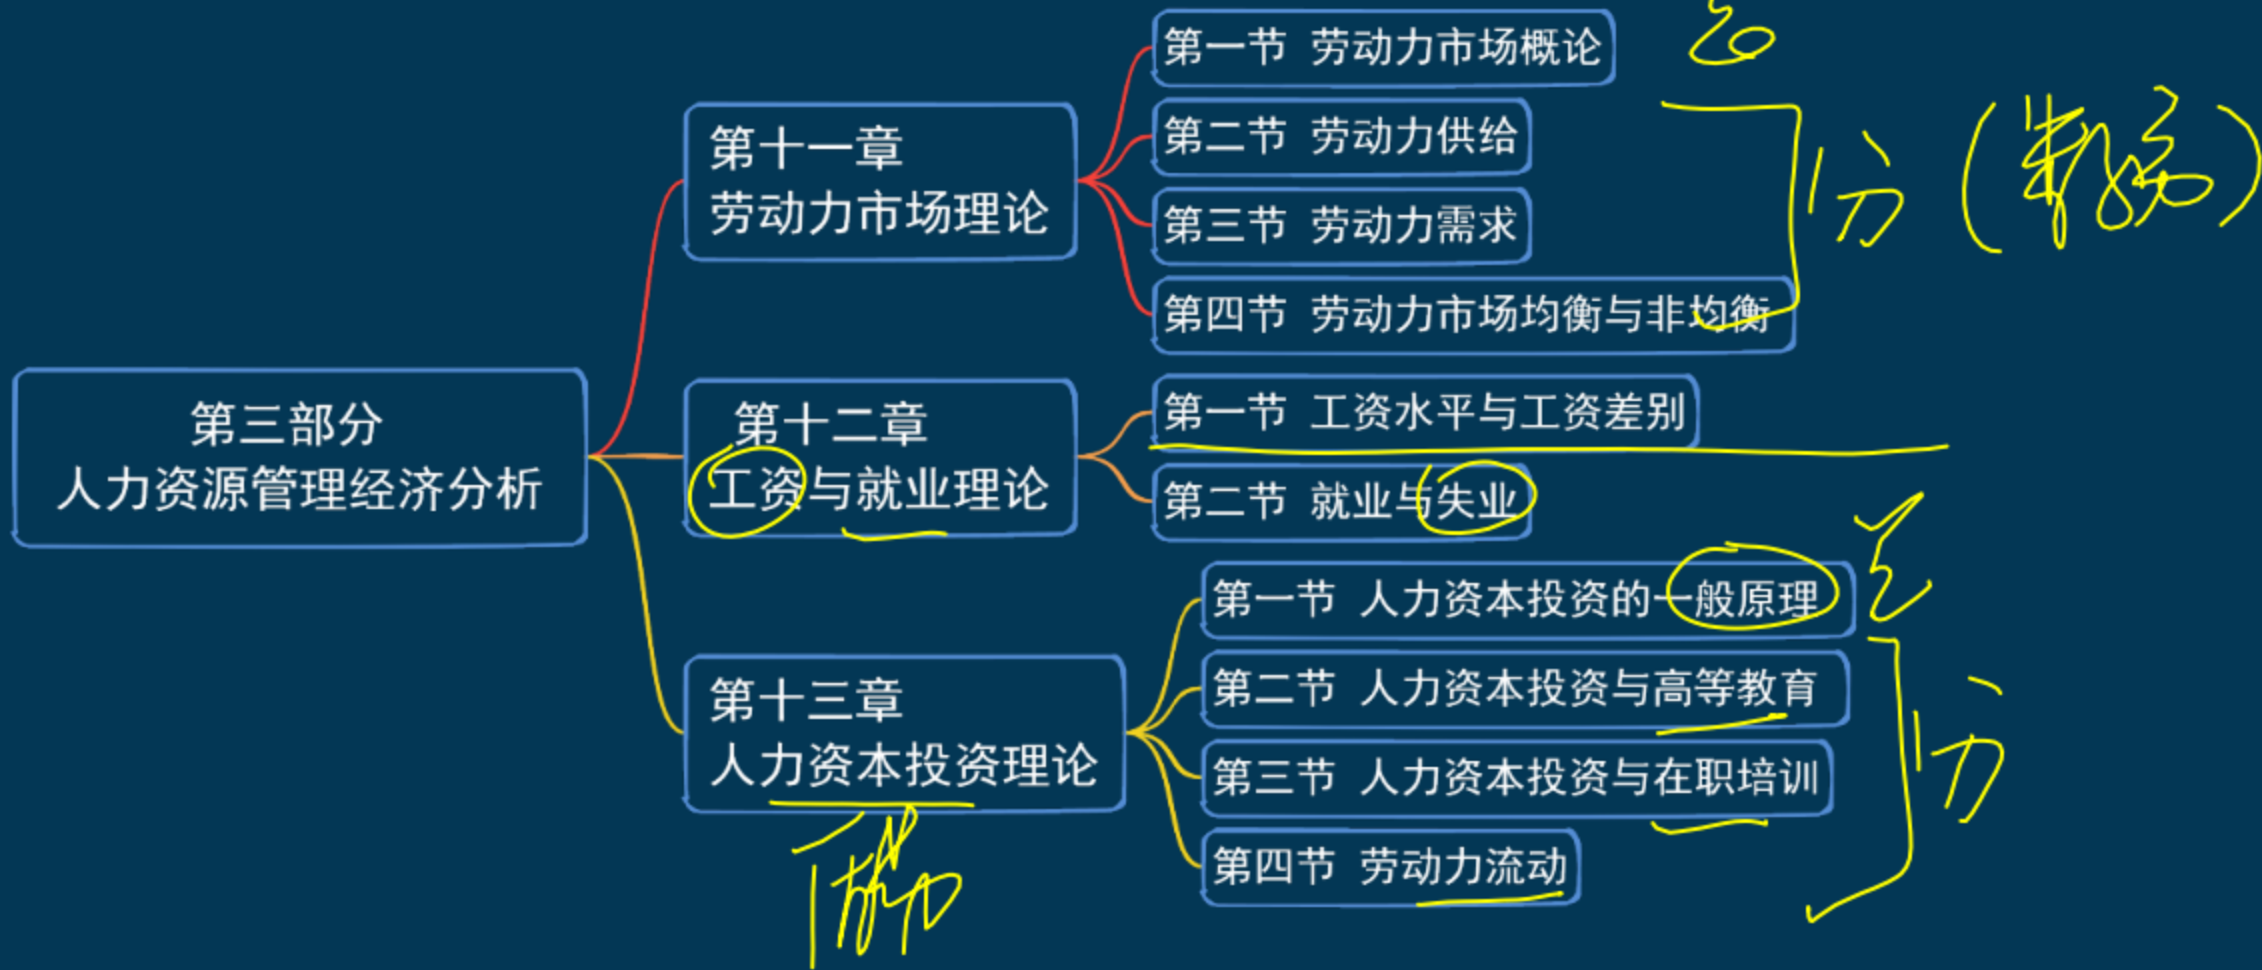 第三部分
人力资源管理经济分析
第十一章
劳动力市场理论
第一节 劳动力市场概论
总
第二节 劳动力供给
第三节 劳动力需求
第四节 劳动力市场均衡与非均衡
分
第十二章
工资与就业理论
第一节 工资水平与工资差别
第二节 就业与失业
第十三章
人力资本投资理论
第一节 人力资本投资的一般原理
总
第二节 人力资本投资与高等教育
第三节 人力资本投资与在职培训
第四节 劳动力流动
分